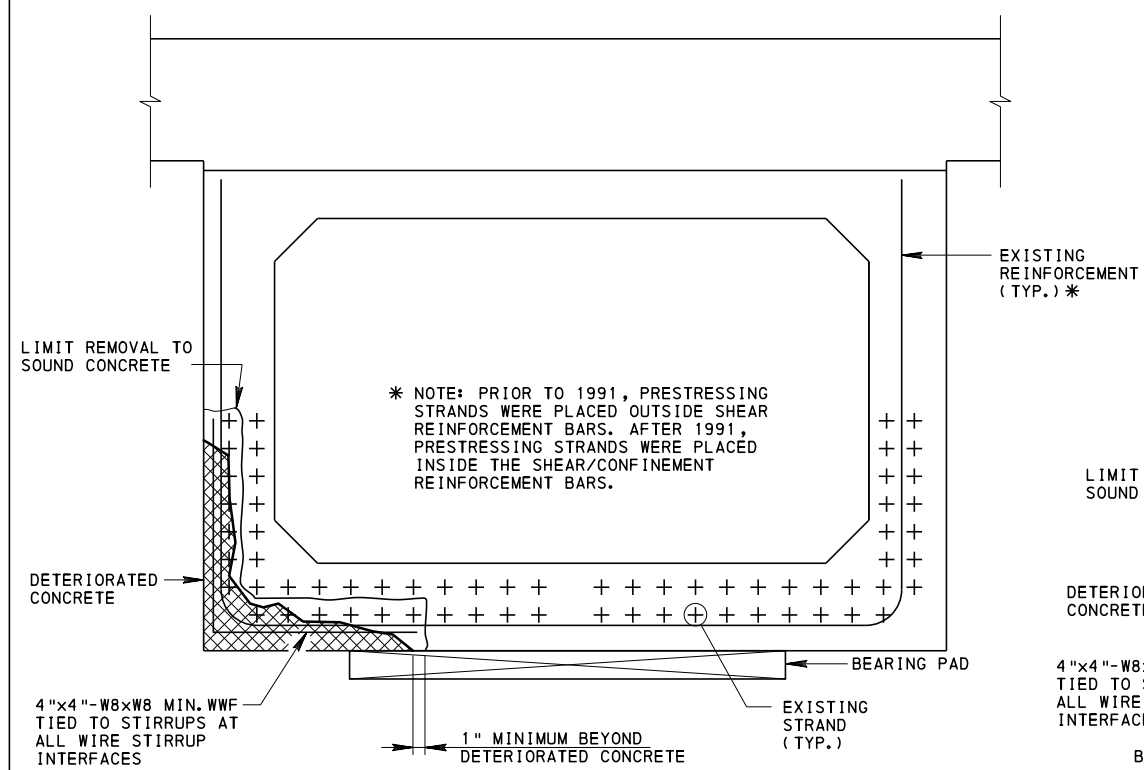 EXISTING
REINFORCEMENT
(TYP.)*
LIMIT REMOVAL TO
SOUND CONCRETE
* NOTE: PRIOR TO 1991, PRESTRESSING
STRANDS WERE PLACED OUTSIDE SHEAR
REINFORCEMENT BARS. AFTER 1991,
PRESTRESSING STRANDS WERE PLACED
INSIDE THE SHEAR/CONFINEMENT
REINFORCEMENT BARS.
DETERIORATED
CONCRETE
BEARING PAD
4"x4"-W8xW8 MIN. WWF
TIED TO STIRRUPS AT
ALL WIRE STIRRUP
INTERFACES
1" MINIMUM BEYOND
DETERIORATED CONCRETE
EXISTING
STRAND
(TYP.)
LIMIT
SOUND
CONCRETE
4"x4"-W8
TIED TO
ALL WIRE
B